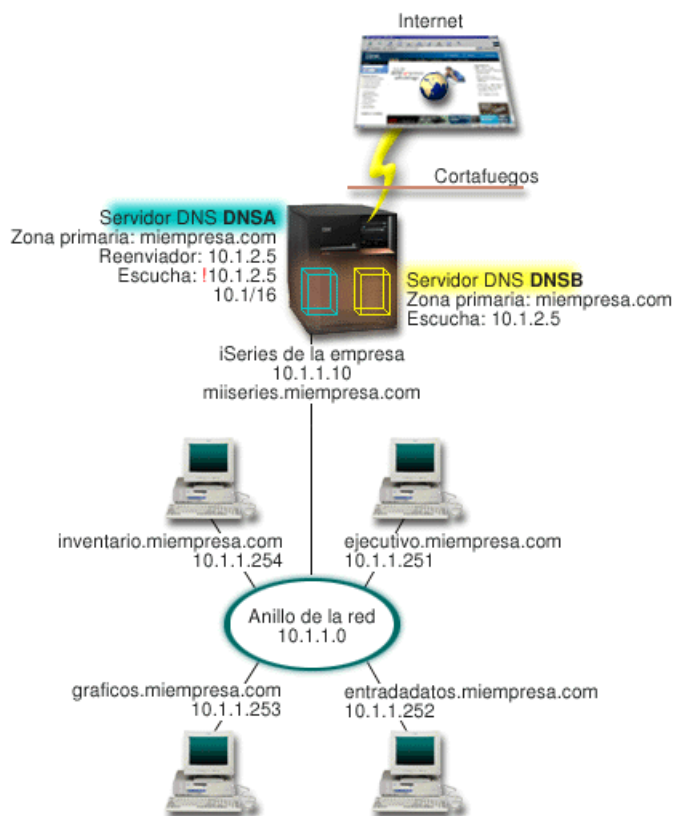 Internet
Cortafuegos
Servidor DNS DNSA
Zona primaria: miempresa.com
Reenviador: 10.1.2.5
Escucha: !10.1.2.5
10.1/16
Servidor DNS DNSB
Zona primaria: miempresa.com
Escucha: 10.1.2.5
iSeries de la empresa
10.1.1.10
miiseries.miempresa.com
inventario.miempresa.com
10.1.1.254
ejecutivo.miempresa.com
10.1.1.251
Anillo de la red
10.1.1.0
graficos.miempresa.com
10.1.1.253
entradadatos.miempresa.com
10.1.1.252